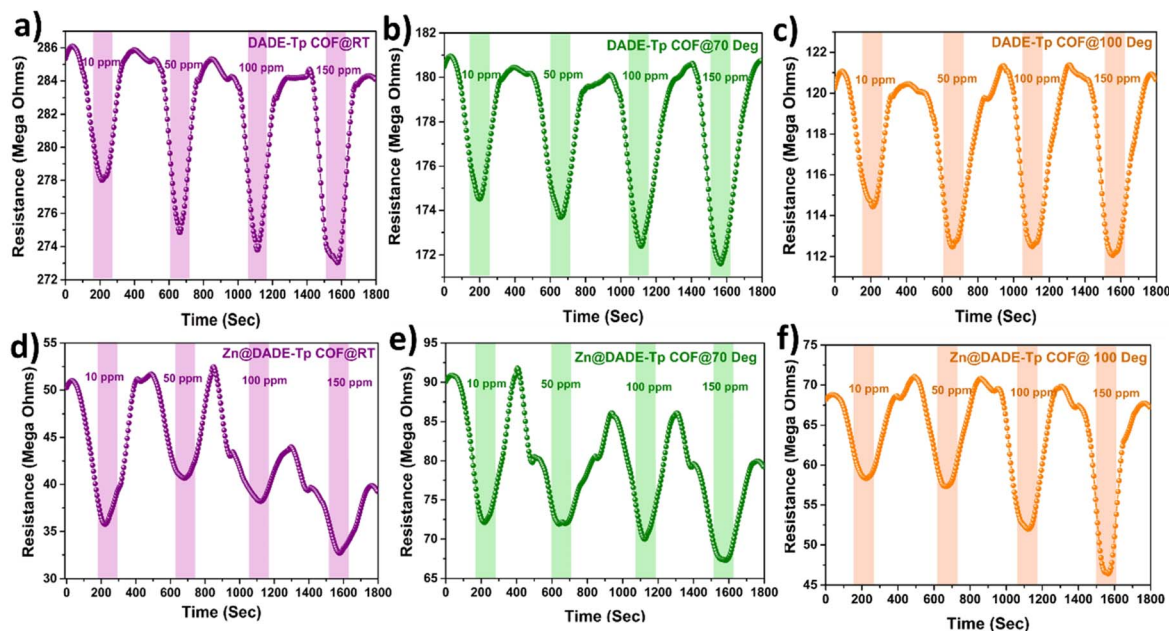 a)
DADE-Tp COF@RT
10 ppm
50 ppm
100 ppm
150 ppm
286
284
282
280
278
276
274
272
0 200 400 600 800 1000 1200 1400 1600 1800
Resistance (Mega Ohms)
Time (Sec)
b)
DADE-Tp COF@70 Deg
10 ppm
50 ppm
100 ppm
150 ppm
180
178
176
174
172
0 200 400 600 800 1000 1200 1400 1600 1800
Resistance (Mega Ohms)
Time (Sec)
c)
DADE-Tp COF@100 Deg
10 ppm
50 ppm
100 ppm
150 ppm
122
120
118
116
114
112
0 200 400 600 800 1000 1200 1400 1600 1800
Resistance (Mega Ohms)
Time (Sec)
d)
Zn@DADE-Tp COF@RT
10 ppm
50 ppm
100 ppm
150 ppm
55
50
45
40
35
30
0 200 400 600 800 1000 1200 1400 1600 1800
Resistance (Mega Ohms)
Time (Sec)
e)
Zn@DADE-Tp COF@70 Deg
10 ppm
50 ppm
100 ppm
150 ppm
95
90
85
80
75
70
65
0 200 400 600 800 1000 1200 1400 1600 1800
Resistance (Mega Ohms)
Time (Sec)
f)
Zn@DADE-Tp COF@ 100 Deg
10 ppm
50 ppm
100 ppm
150 ppm
75
70
65
60
55
50
45
0 200 400 600 800 1000 1200 1400 1600 1800
Resistance (Mega Ohms)
Time (Sec)